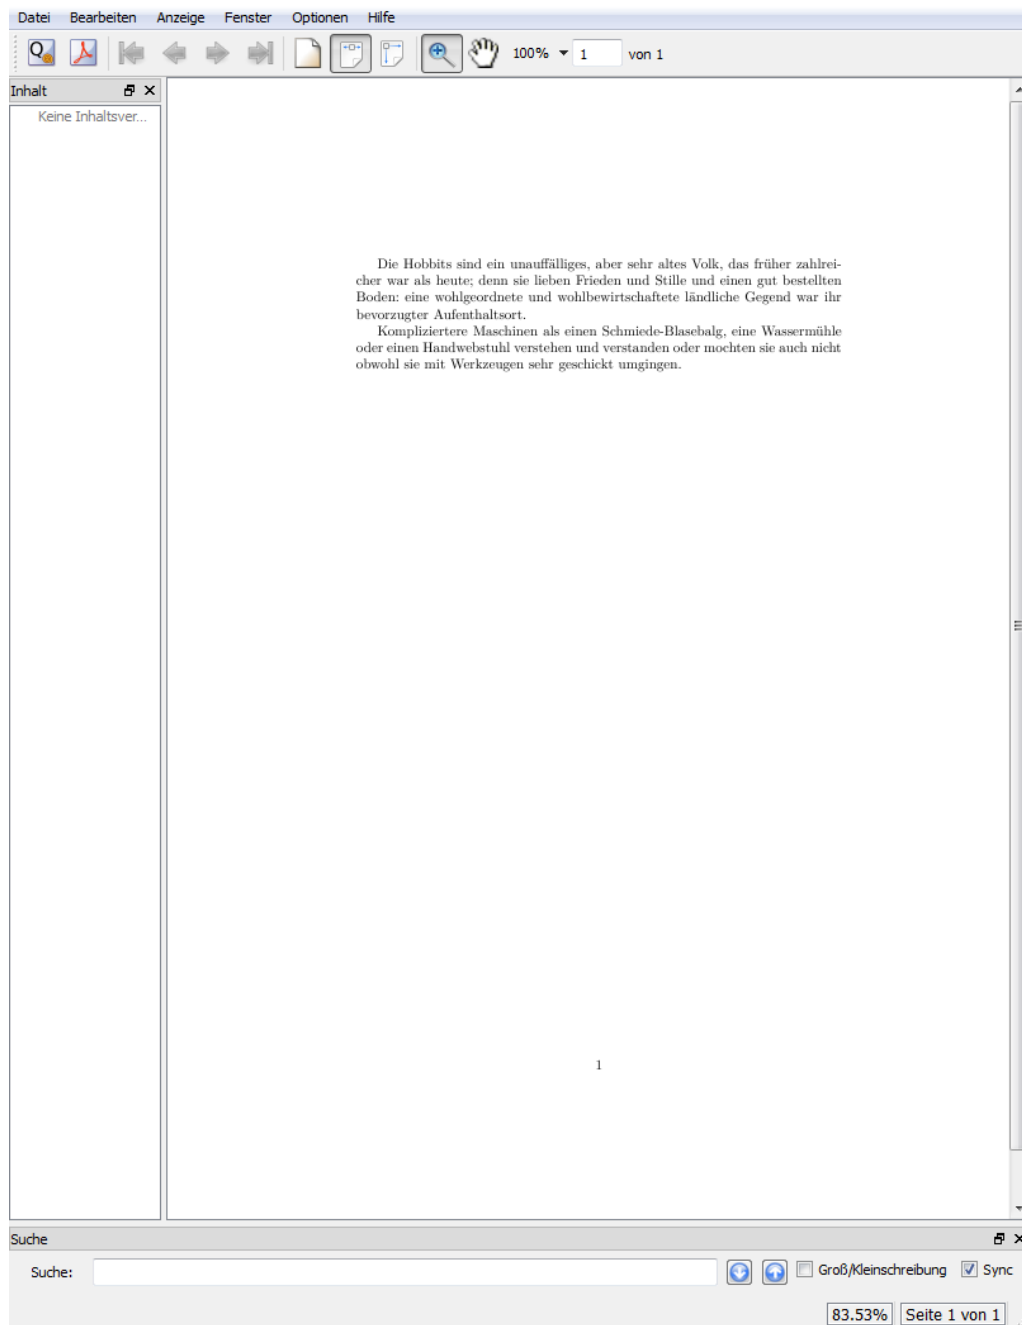 Datei Bearbeiten Anzeige Fenster Optionen Hilfe
100% 1 von 1
Inhalt
Keine Inhaltsver...
Die Hobbits sind ein unauffälliges, aber sehr altes Volk, das früher zahlrei-
cher war als heute; denn sie lieben Frieden und Stille und einen gut bestellten
Boden: eine wohlgeordnete und wohlbewirtschaftete ländliche Gegend war ihr
bevorzugter Aufenthaltsort.
Kompliziertere Maschinen als einen Schmiede-Blasebalg, eine Wassermühle
oder einen Handwebstuhl verstehen und verstanden oder mochten sie auch nicht
obwohl sie mit Werkzeugen sehr geschickt umgingen.
1
Suche
Suche: Groß/Kleinschreibung Sync
83.53% Seite 1 von 1